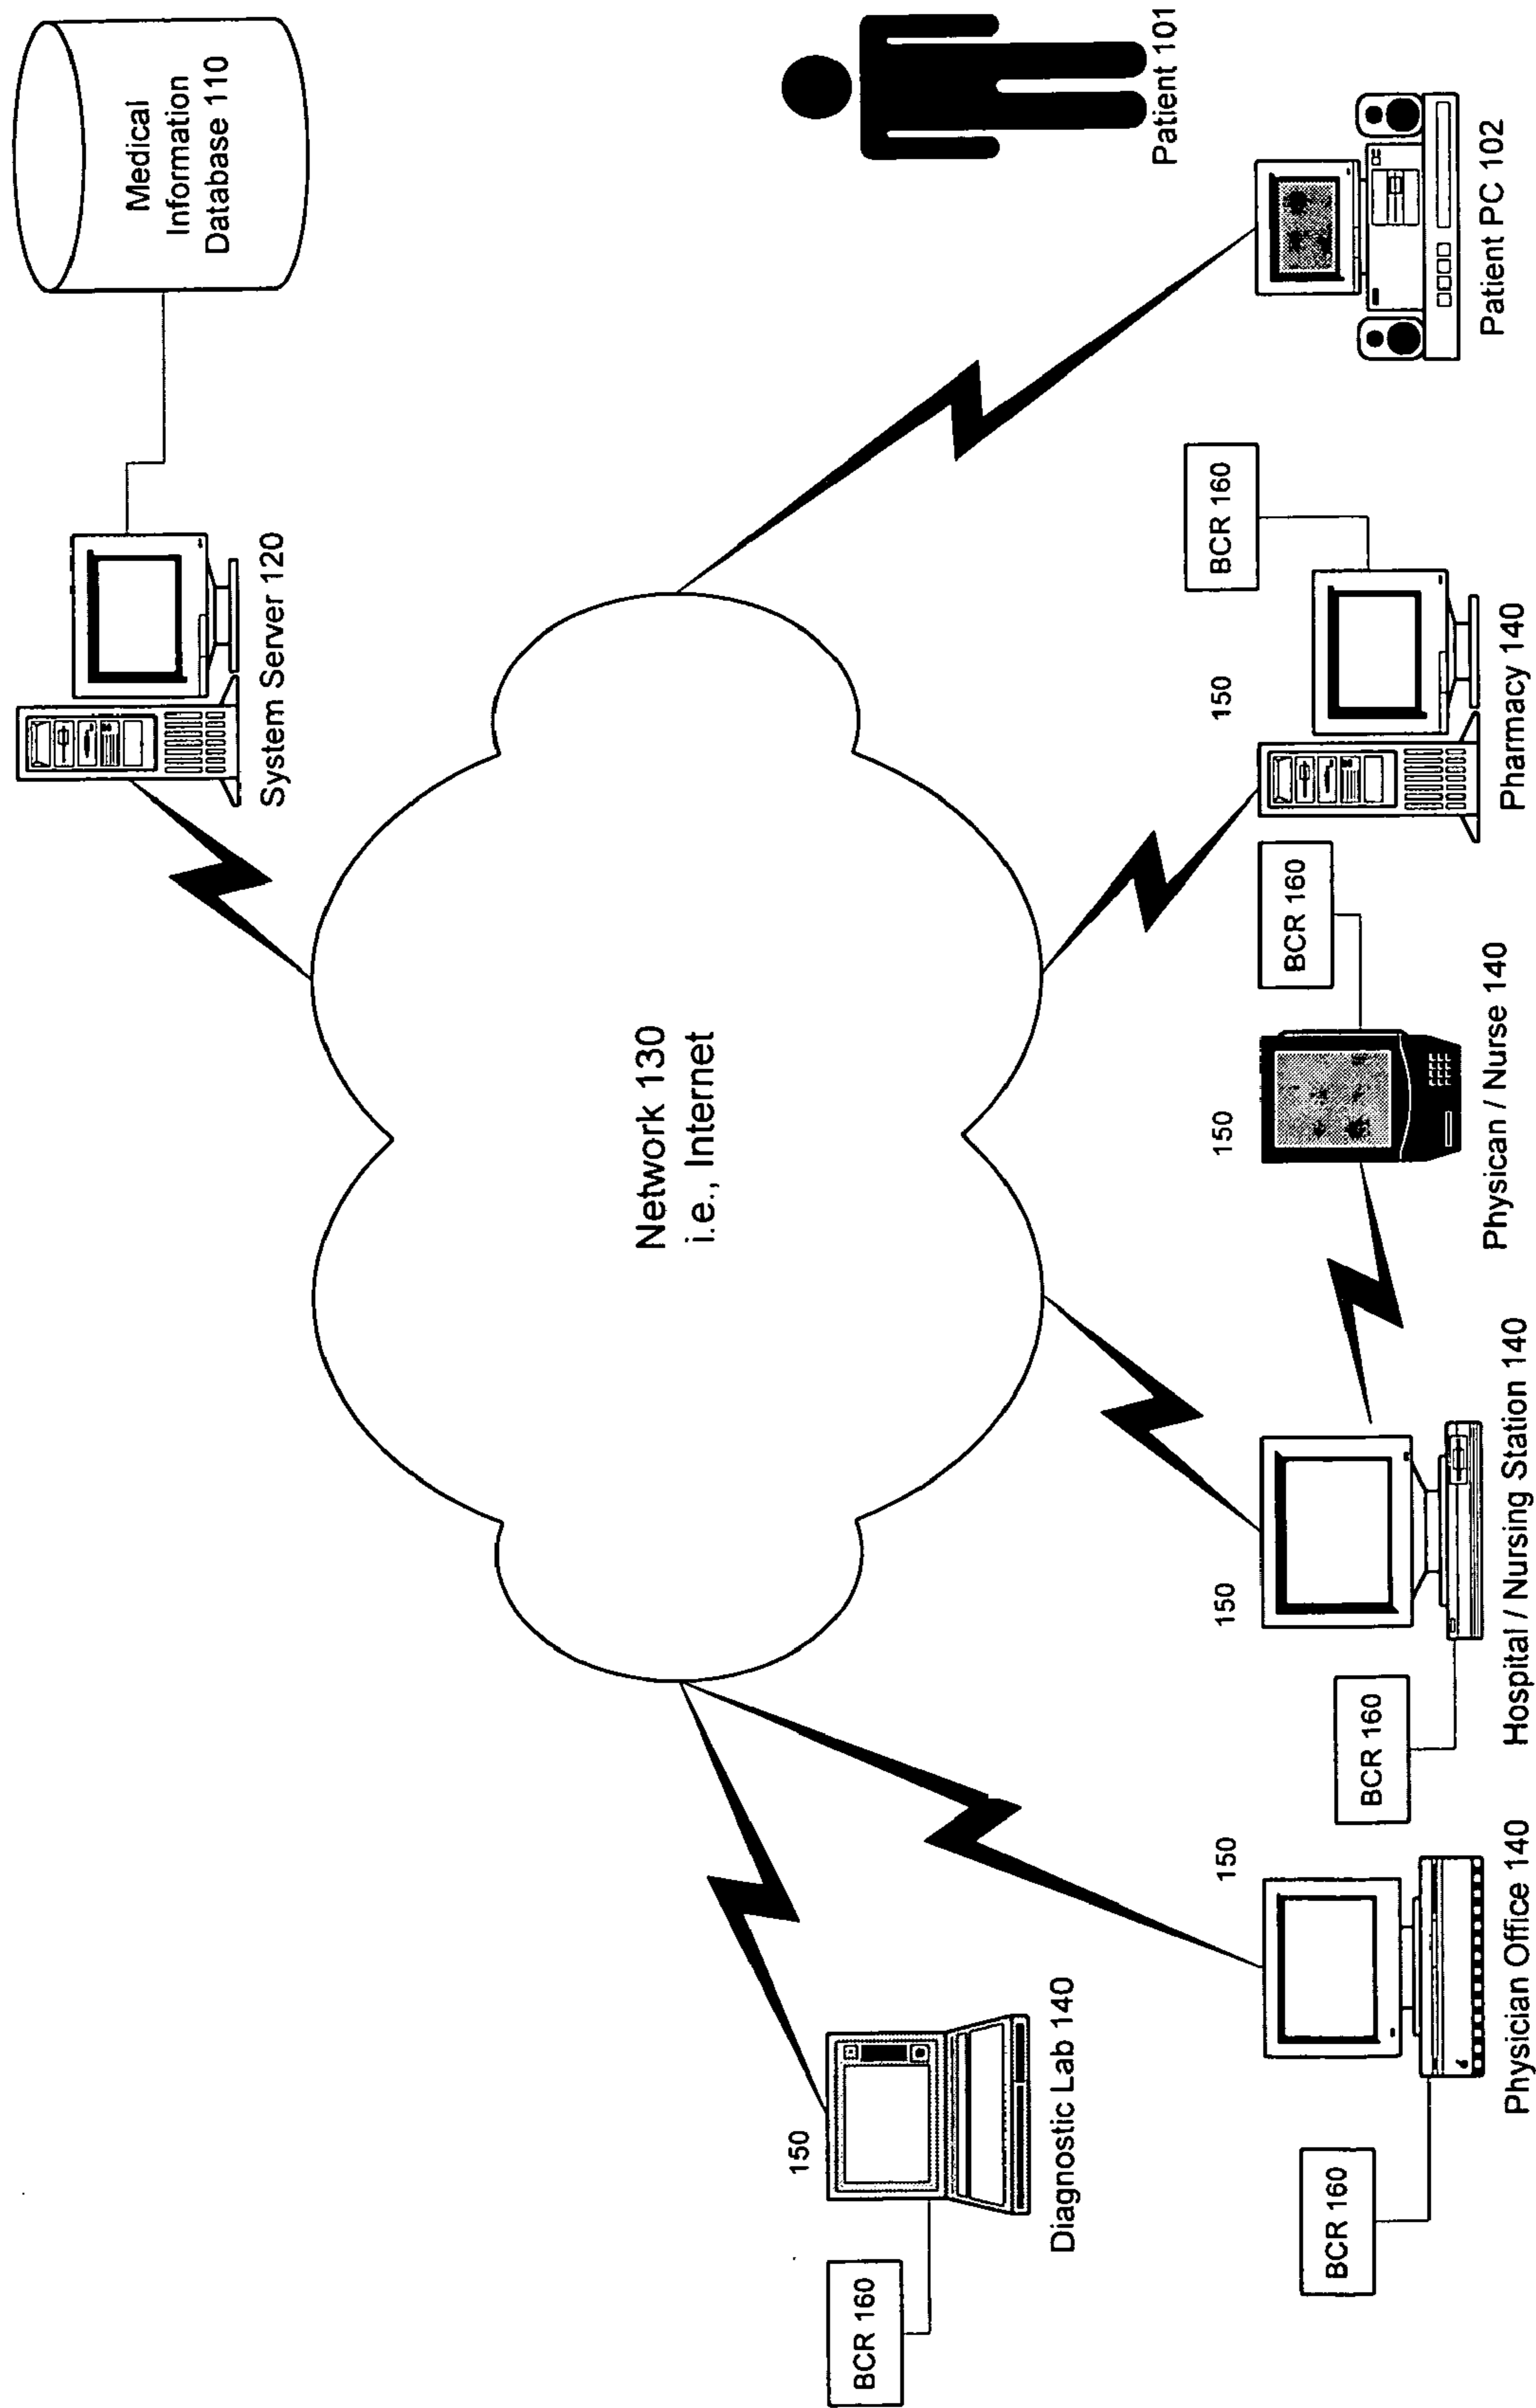 Medical
Information
Database 110
System Server 120
Patient 101
Network 130
i.e., Internet
Patient PC 102
150
BCR 160
Diagnostic Lab 140
BCR 160
150
Physician Office 140
BCR 160
150
Hospital / Nursing Station 140
150
BCR 160
Physican / Nurse 140
150
BCR 160
Pharmacy 140